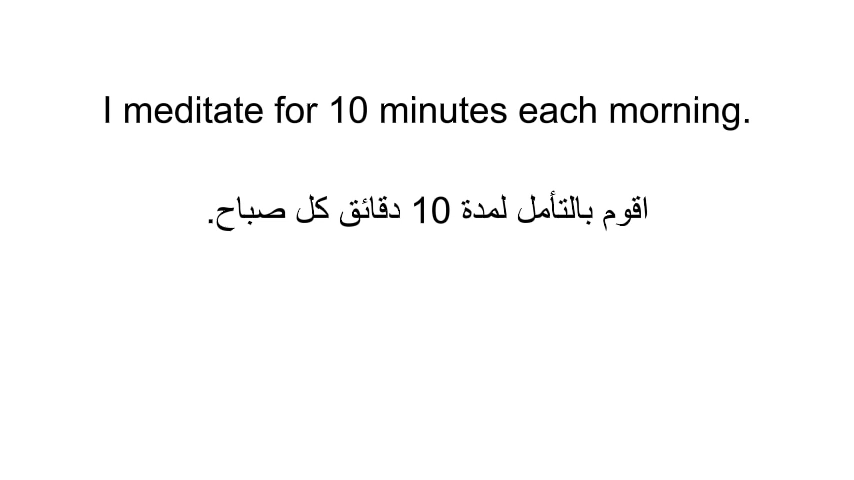 I meditate for 10 minutes each morning.
اقوم بالتأمل لمدة 10 دقائق كل صباح.